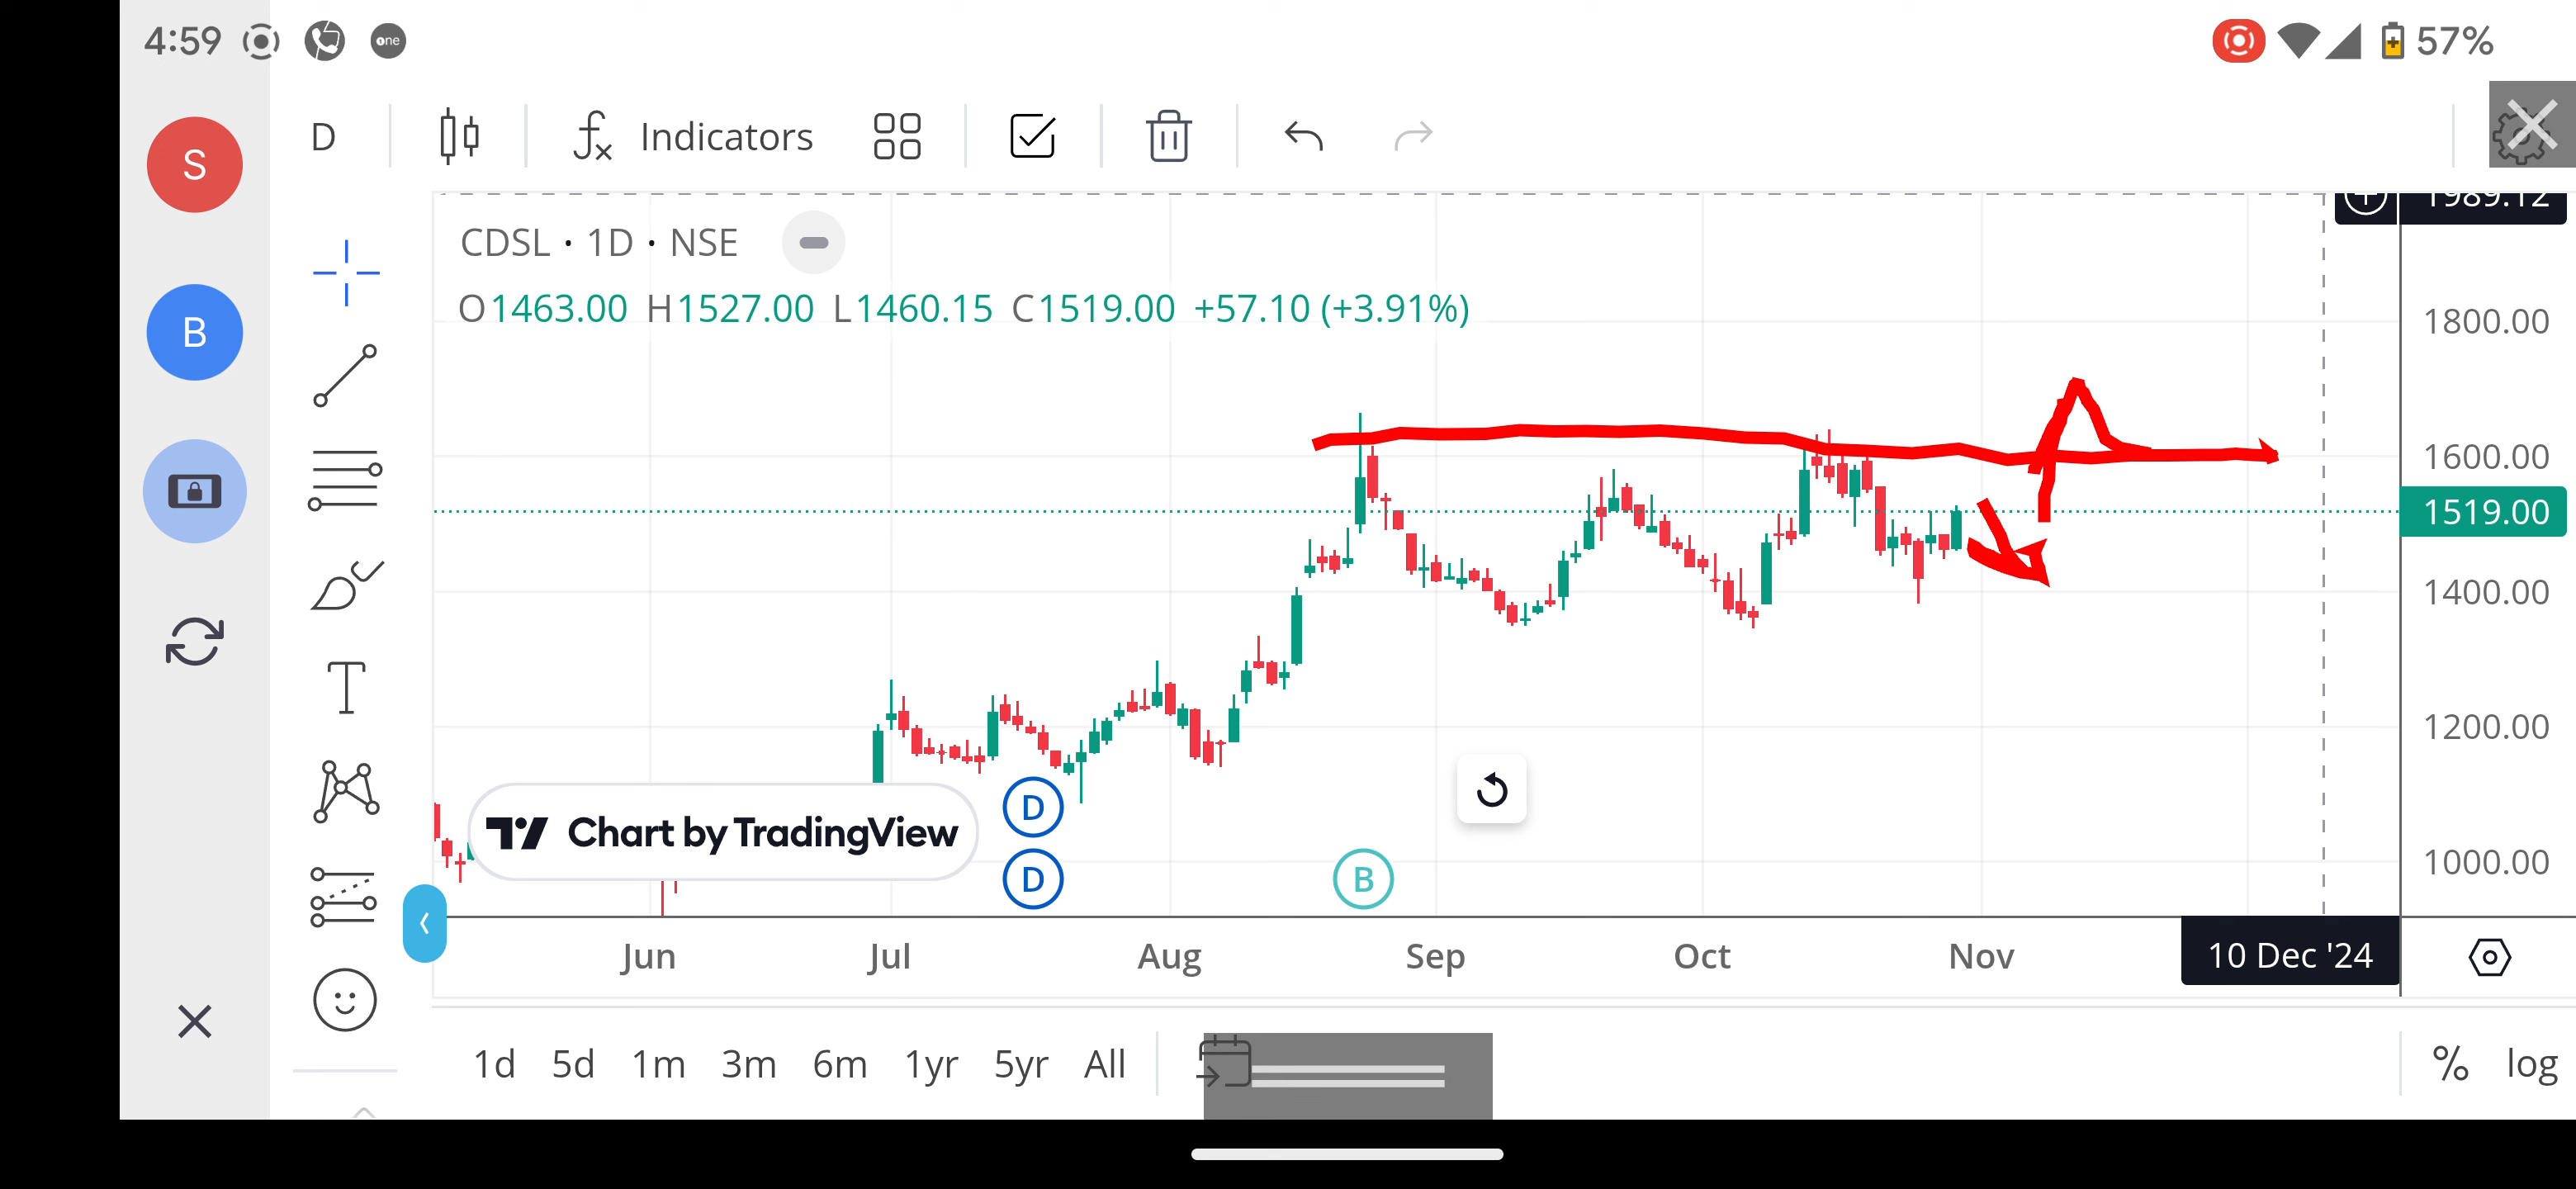 4:59 one 57%
S
B
D Indicators
CDSL · 1D · NSE
O1463.00 H1527.00 L1460.15 C1519.00 +57.10 (+3.91%)
1989.12
1800.00
1600.00
1519.00
1400.00
1200.00
1000.00
Chart by TradingView
D
D
B
Jun Jul Aug Sep Oct Nov 10 Dec '24
1d 5d 1m 3m 6m 1yr 5yr All % log